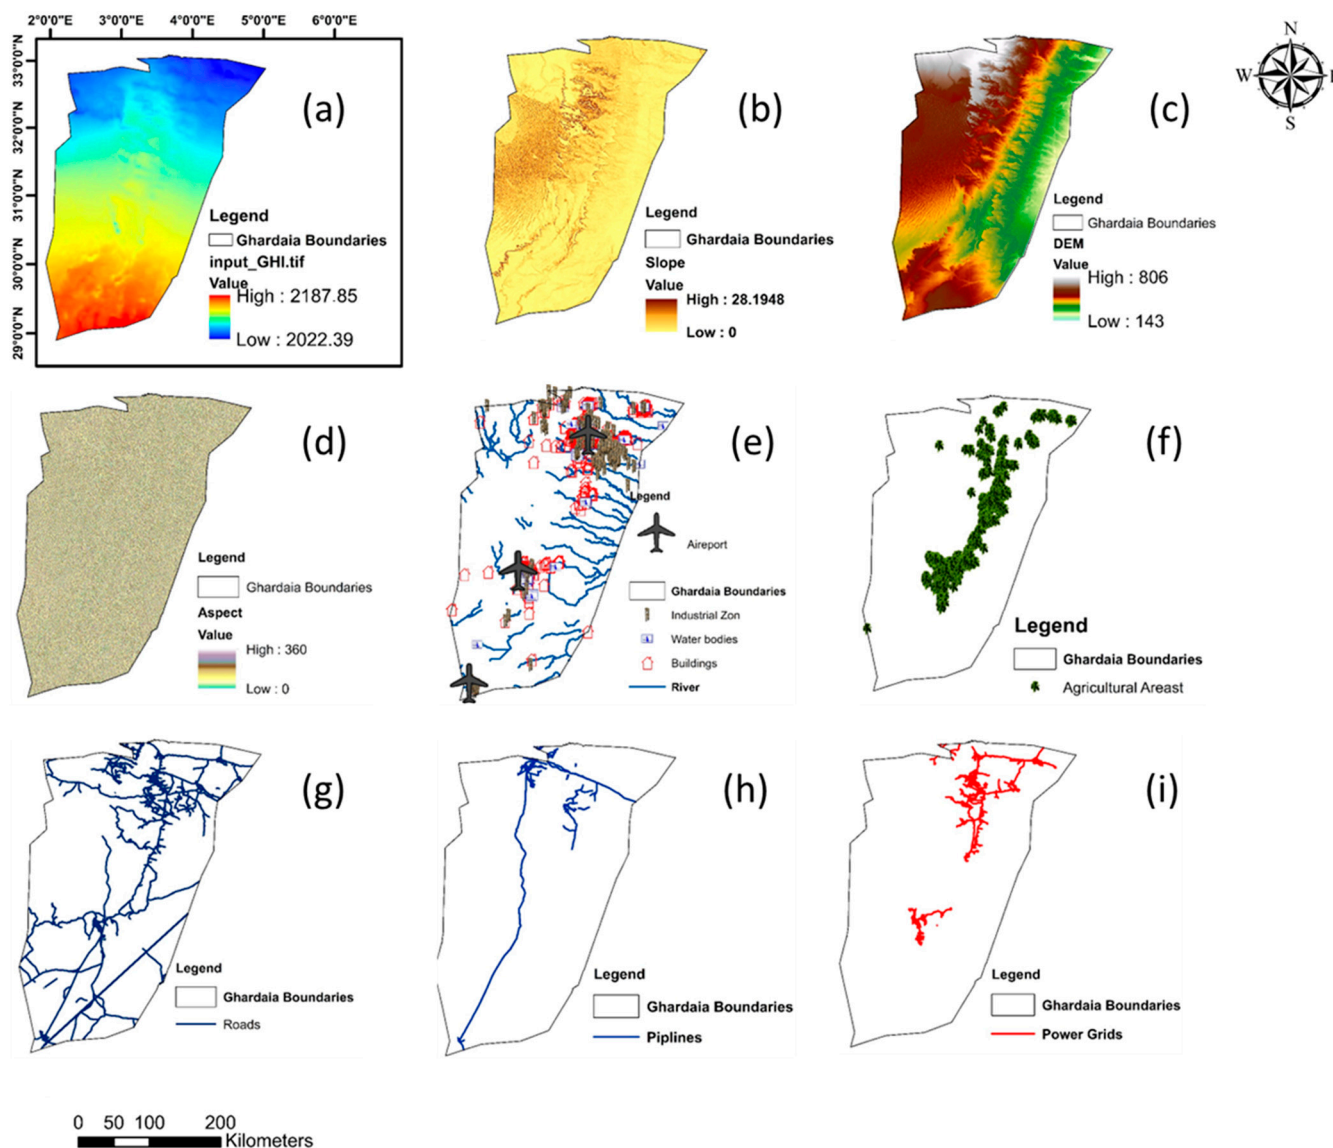 2°0'0"E 3°0'0"E 4°0'0"E 5°0'0"E 6°0'0"E
33°0'0"N
32°0'0"N
31°0'0"N
30°0'0"N
29°0'0"N
(a)
Legend
Ghardaia Boundaries
input_GHI.tif
Value
High : 2187.85
Low : 2022.39
(b)
Legend
Ghardaia Boundaries
Slope
Value
High : 28.1948
Low : 0
(c)
Legend
Ghardaia Boundaries
DEM
Value
High : 806
Low : 143
N
W
S
(d)
Legend
Ghardaia Boundaries
Aspect
Value
High : 360
Low : 0
(e)
Legend
Aireport
Ghardaia Boundaries
Industrial Zon
Water bodies
Buildings
River
(f)
Legend
Ghardaia Boundaries
Agricultural Areast
(g)
Legend
Ghardaia Boundaries
Roads
(h)
Legend
Ghardaia Boundaries
Piplines
(i)
Legend
Ghardaia Boundaries
Power Grids
0 50 100 200
Kilometers